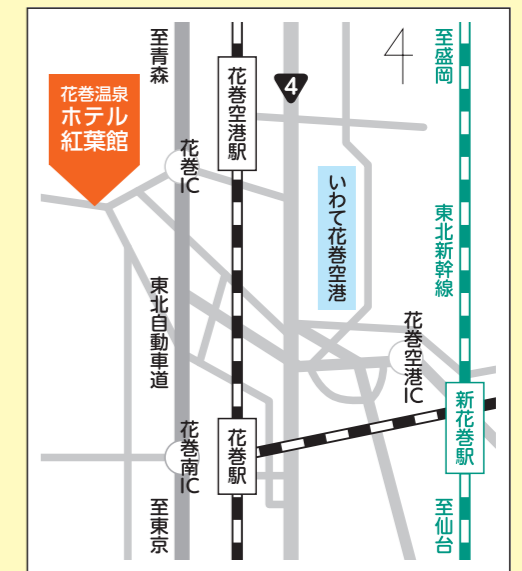 至青森
花巻温泉
ホテル
紅葉館
花巻IC
花巻空港駅
4
4
いわて花巻空港
至盛岡
東北新幹線
東北自動車道
花巻空港IC
花巻南IC
花巻駅
新花巻駅
至東京
至仙台